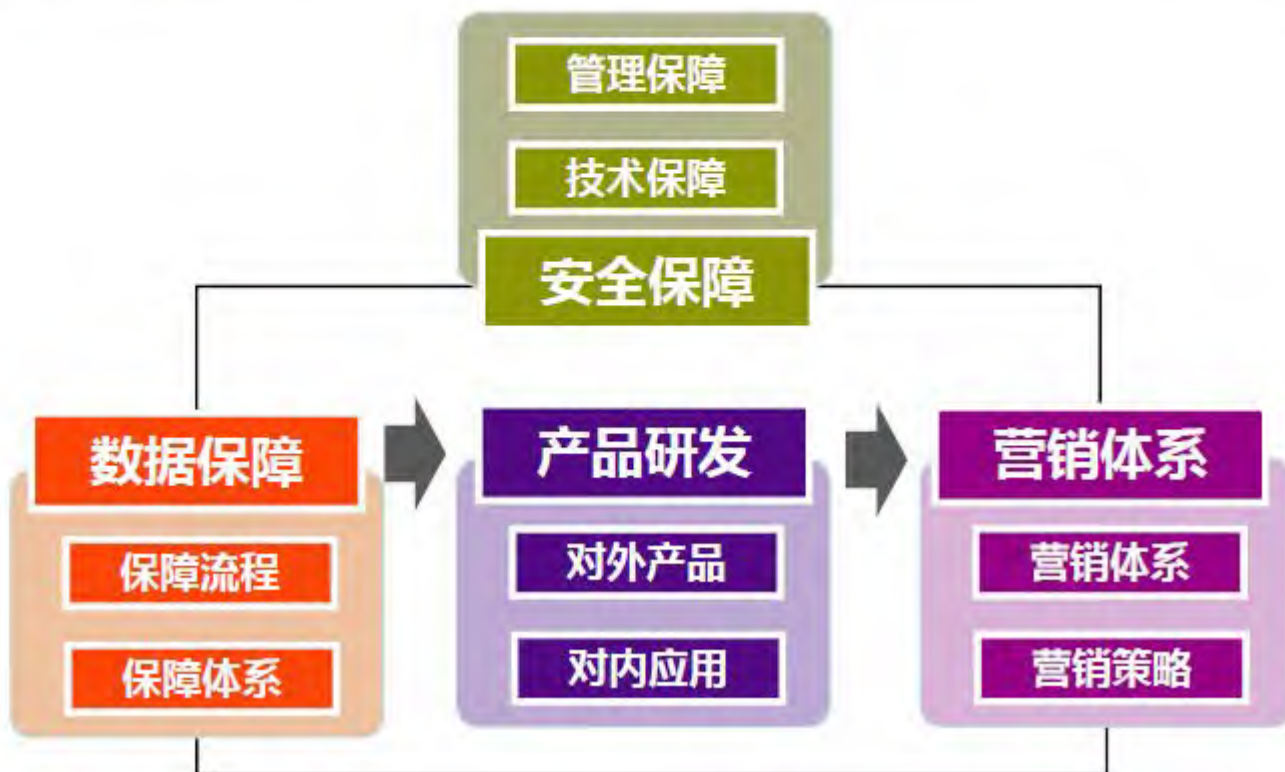 管理保障
技术保障
安全保障
数据保障
保障流程
保障体系
产品研发
对外产品
对内应用
营销体系
营销体系
营销策略